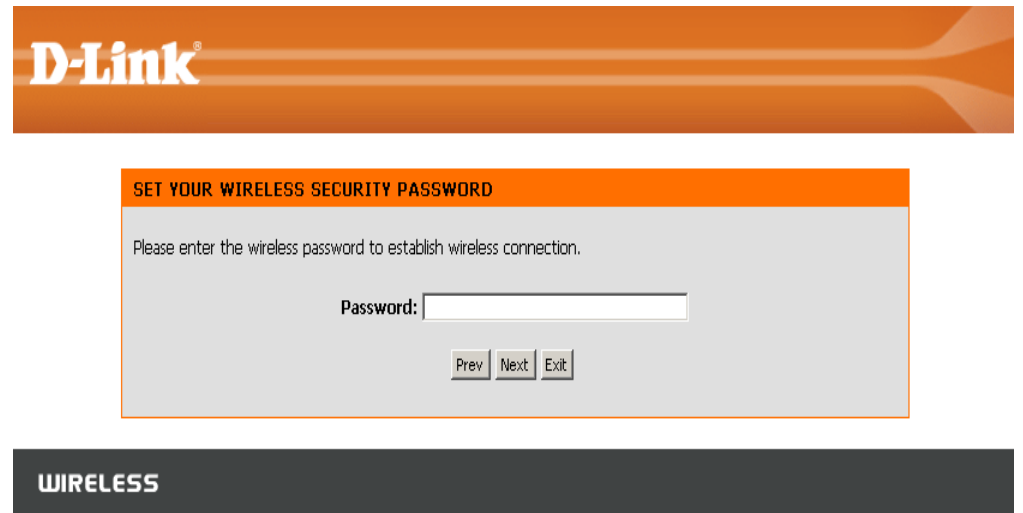 D-Link®
SET YOUR WIRELESS SECURITY PASSWORD
Please enter the wireless password to establish wireless connection.
Password:
Prev Next Exit
WIRELESS